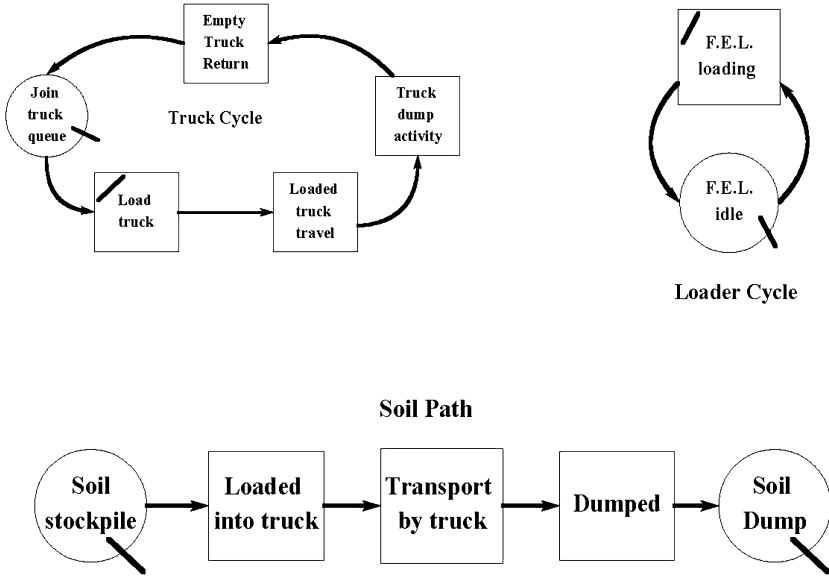 Empty
Truck
Return
Join
truck
queue
Truck Cycle
Truck
dump
activity
Load
truck
Loaded
truck
travel
F.E.L.
loading
F.E.L.
idle
Loader Cycle
Soil Path
Soil
stockpile
Loaded
into truck
Transport
by truck
Dumped
Soil
Dump